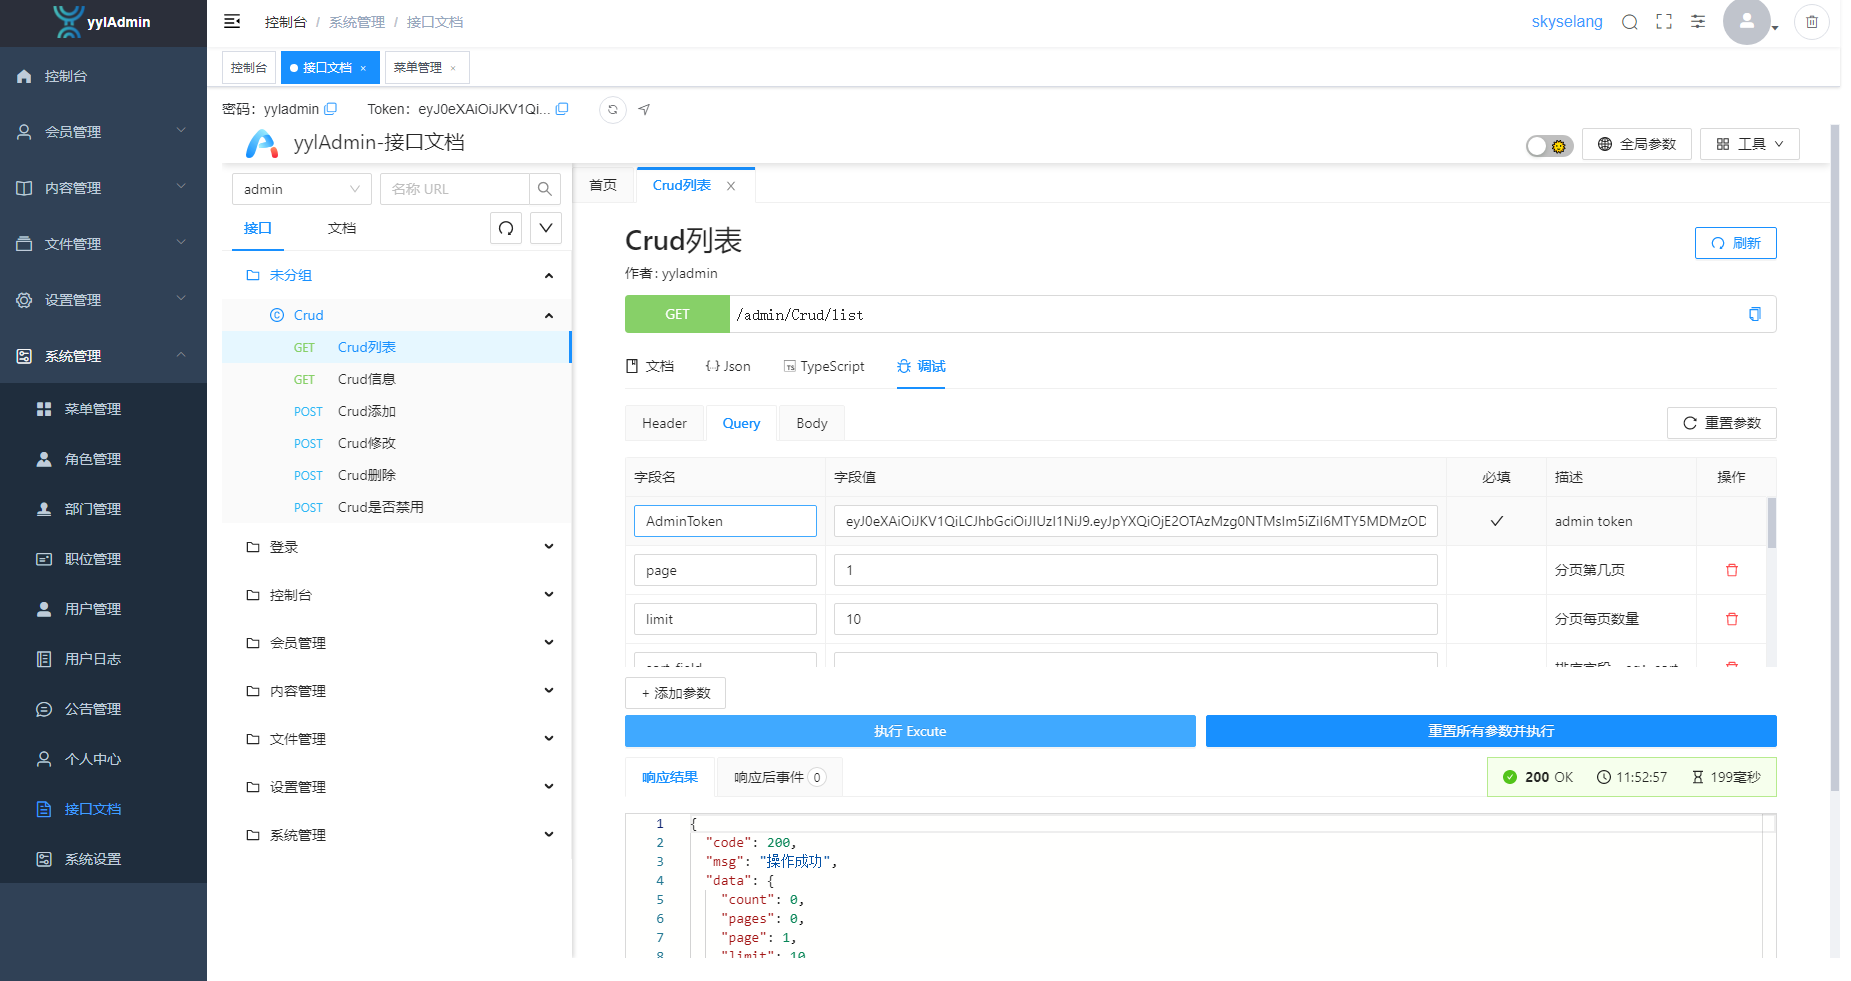 yylAdmin
控制台
会员管理
内容管理
文件管理
设置管理
系统管理
菜单管理
角色管理
部门管理
职位管理
用户管理
用户日志
公告管理
个人中心
接口文档
系统设置
控制台 / 系统管理 / 接口文档
skyselang
控制台
接口文档 ×
菜单管理 ×
密码：yyladmin
Token：eyJ0eXAiOiJKV1Qi...
yylAdmin-接口文档
全局参数
工具
admin
名称 URL
接口
文档
未分组
Crud
GET Crud列表
GET Crud信息
POST Crud添加
POST Crud修改
POST Crud删除
POST Crud是否禁用
登录
控制台
会员管理
内容管理
文件管理
设置管理
系统管理
首页
Crud列表
Crud列表
刷新
作者 : yyladmin
GET /admin/Crud/list
文档
Json
TypeScript
调试
Header
Query
Body
重置参数
字段名 字段值 必填 描述 操作
AdminToken eyJ0eXAiOiJKV1QiLCJhbGciOiJIUzI1NiJ9.eyJpYXQiOjE2OTAzMzg0NTMsIm5iZiI6MTY5MDMzOD admin token
page 1 分页第几页
limit 10 分页每页数量
+ 添加参数
执行 Excute
重置所有参数并执行
响应结果
响应后事件 0
200 OK 11:52:57 199毫秒
1 {
2 "code": 200,
3 "msg": "操作成功",
4 "data": {
5 "count": 0,
6 "pages": 0,
7 "page": 1,
8 "limit": 10